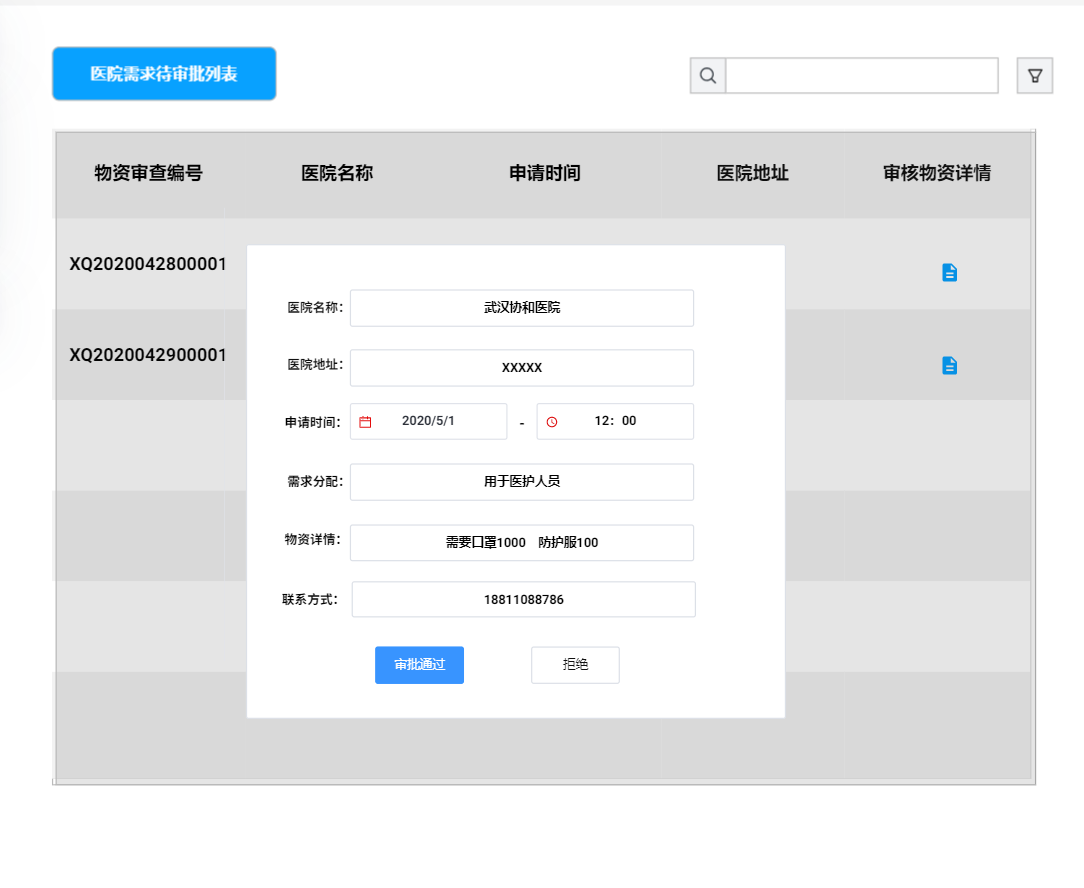 医院需求待审批列表
物资审查编号 医院名称 申请时间 医院地址 审核物资详情
XQ2020042800001
医院名称： 武汉协和医院
XQ2020042900001
医院地址： XXXXX
申请时间： 2020/5/1 - 12：00
需求分配： 用于医护人员
物资详情： 需要口罩1000 防护服100
联系方式： 18811088786
审批通过 拒绝